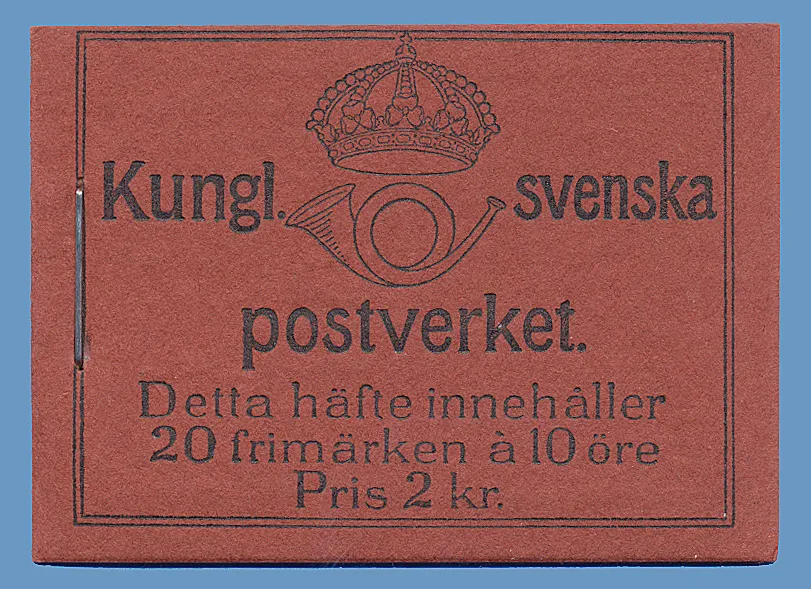 Kungl. svenska
postverket.
Detta häfte innehåller
20 frimärken à 10 öre
Pris 2 kr.